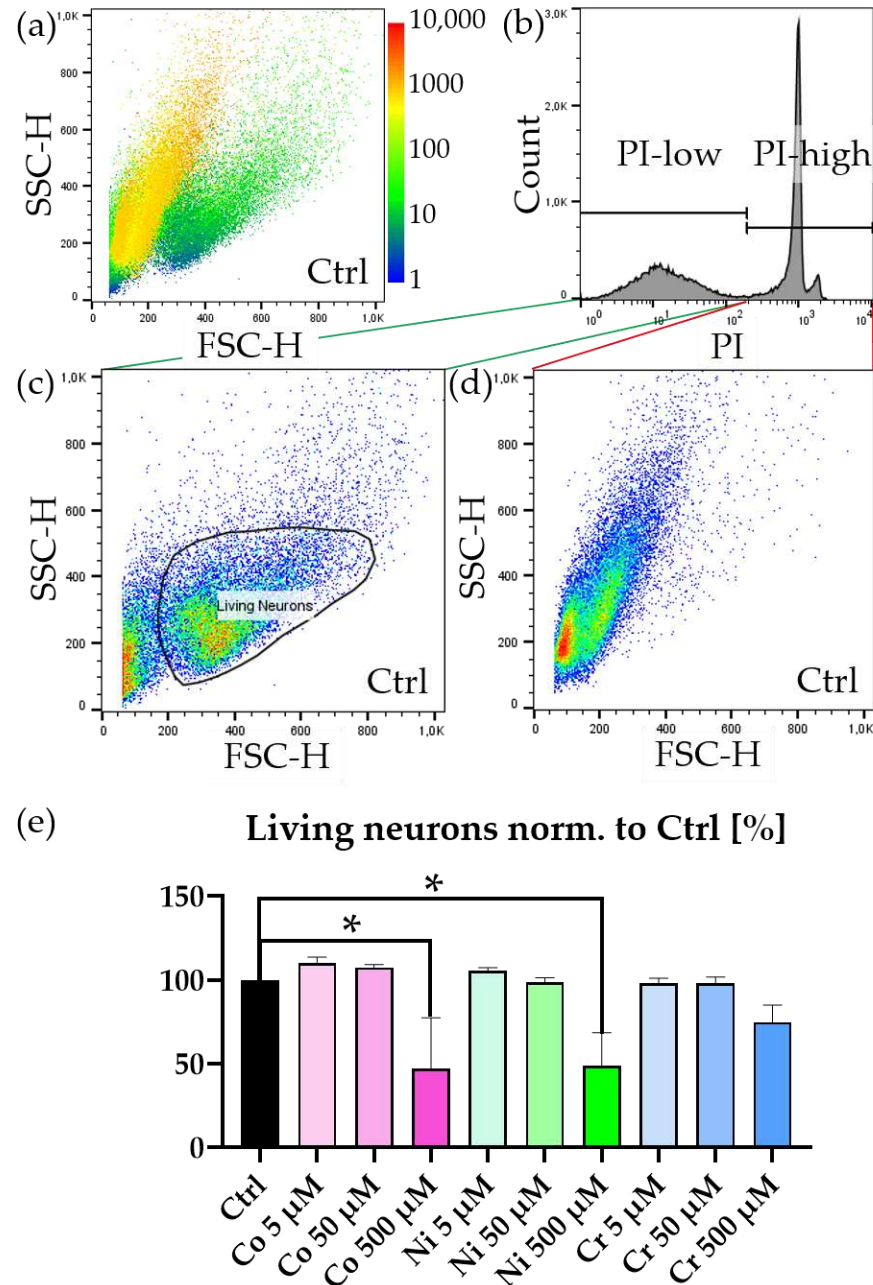 (a)
1,0K
800
600
400
200
0
SSC-H
0 200 400 600 800 1,0K
FSC-H
Ctrl
10,000
1000
100
10
1
(b)
3,0K
2,0K
1,0K
0
Count
PI-low PI-high
10⁰ 10¹ 10² 10³ 10⁴
PI
(c)
1,0K
800
600
400
200
0
SSC-H
Living Neurons
Ctrl
0 200 400 600 800 1,0K
FSC-H
(d)
1,0K
800
600
400
200
0
SSC-H
Ctrl
0 200 400 600 800 1,0K
FSC-H
(e)
Living neurons norm. to Ctrl [%]
150
100
50
0
*
*
Ctrl
Co 5 µM
Co 50 µM
Co 500 µM
Ni 5 µM
Ni 50 µM
Ni 500 µM
Cr 5 µM
Cr 50 µM
Cr 500 µM